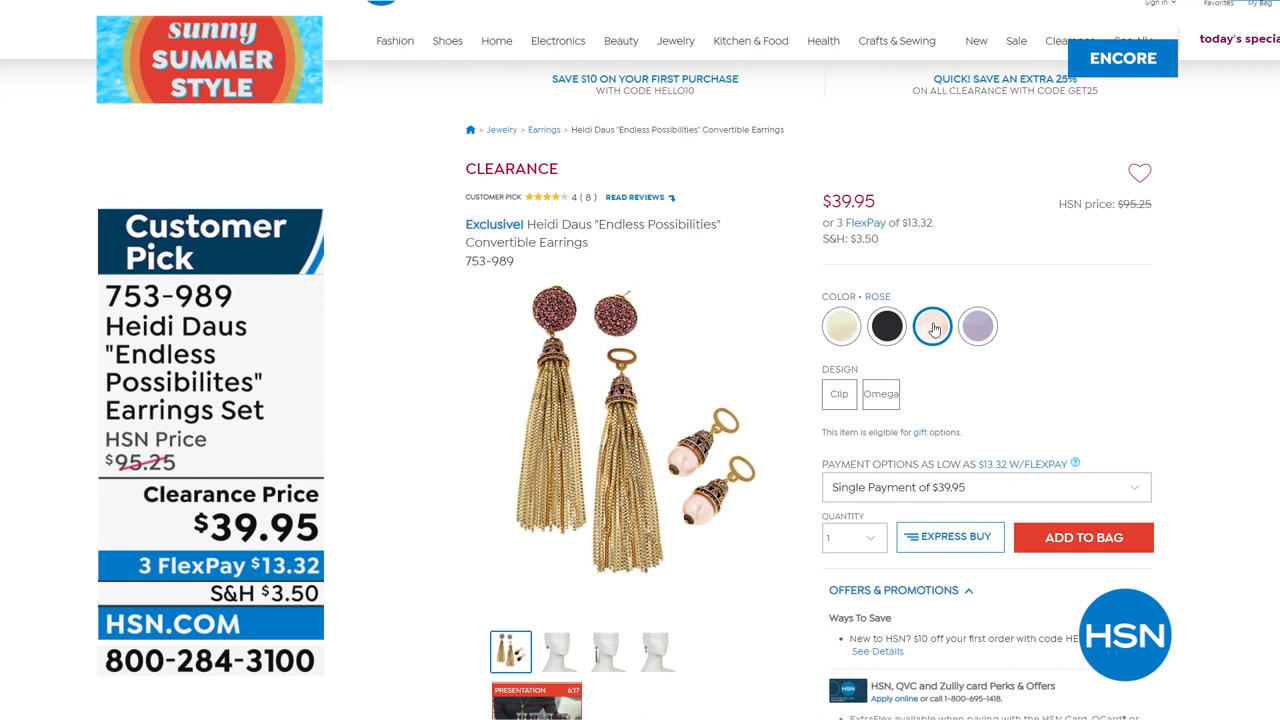 sunny
SUMMER
STYLE
Sign in
Favorites
My Bag
Fashion
Shoes
Home
Electronics
Beauty
Jewelry
Kitchen & Food
Health
Crafts & Sewing
New
Sale
today's specia
ENCORE
SAVE $10 ON YOUR FIRST PURCHASE
WITH CODE HELLO10
QUICK! SAVE AN EXTRA 25%
ON ALL CLEARANCE WITH CODE GET25
> Jewelry > Earrings > Heidi Daus "Endless Possibilities" Convertible Earrings
CLEARANCE
CUSTOMER PICK 4 ( 8 ) READ REVIEWS
Exclusive! Heidi Daus "Endless Possibilities"
Convertible Earrings
753-989
$39.95
HSN price: $95.25
or 3 FlexPay of $13.32
S&H: $3.50
COLOR • ROSE
DESIGN
Clip
Omega
This item is eligible for gift options.
PAYMENT OPTIONS AS LOW AS $13.32 W/FLEXPAY ?
Single Payment of $39.95
QUANTITY
1
EXPRESS BUY
ADD TO BAG
OFFERS & PROMOTIONS
Ways To Save
• New to HSN? $10 off your first order with code HE
See Details
HSN, QVC and Zulily card Perks & Offers
Apply online or call 1-800-695-1418.
PRESENTATION 6:17
Customer
Pick
753-989
Heidi Daus
"Endless
Possibilites"
Earrings Set
HSN Price
$95.25
Clearance Price
$39.95
3 FlexPay $13.32
S&H $3.50
HSN.COM
800-284-3100
HSN